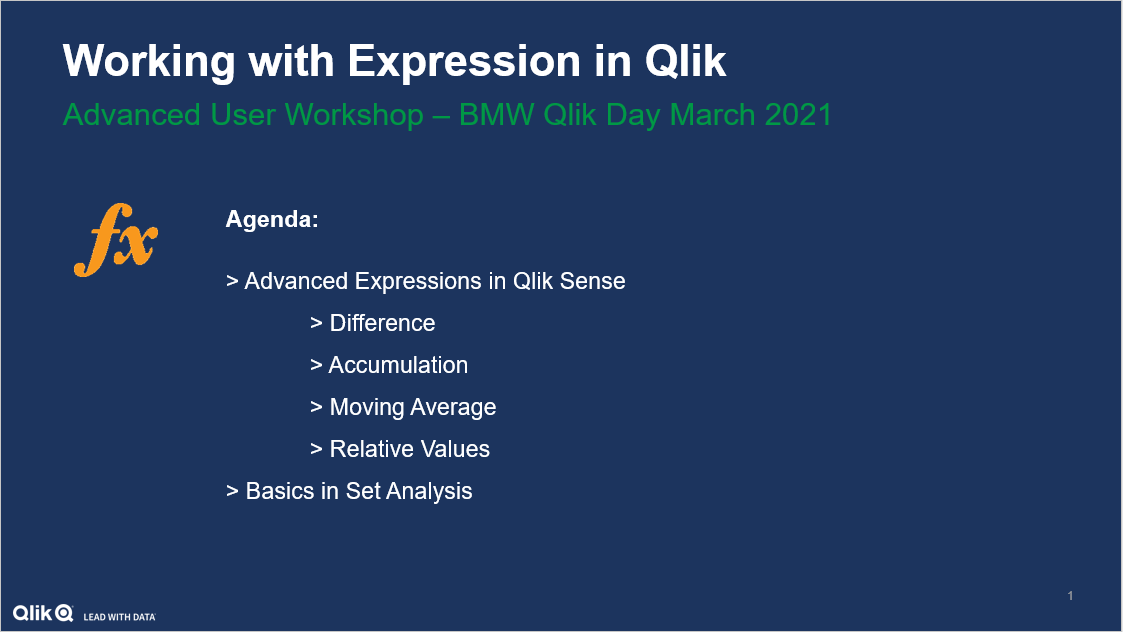 Working with Expression in Qlik
Advanced User Workshop – BMW Qlik Day March 2021
fx
Agenda:
> Advanced Expressions in Qlik Sense
> Difference
> Accumulation
> Moving Average
> Relative Values
> Basics in Set Analysis
1
Qlik LEAD WITH DATA